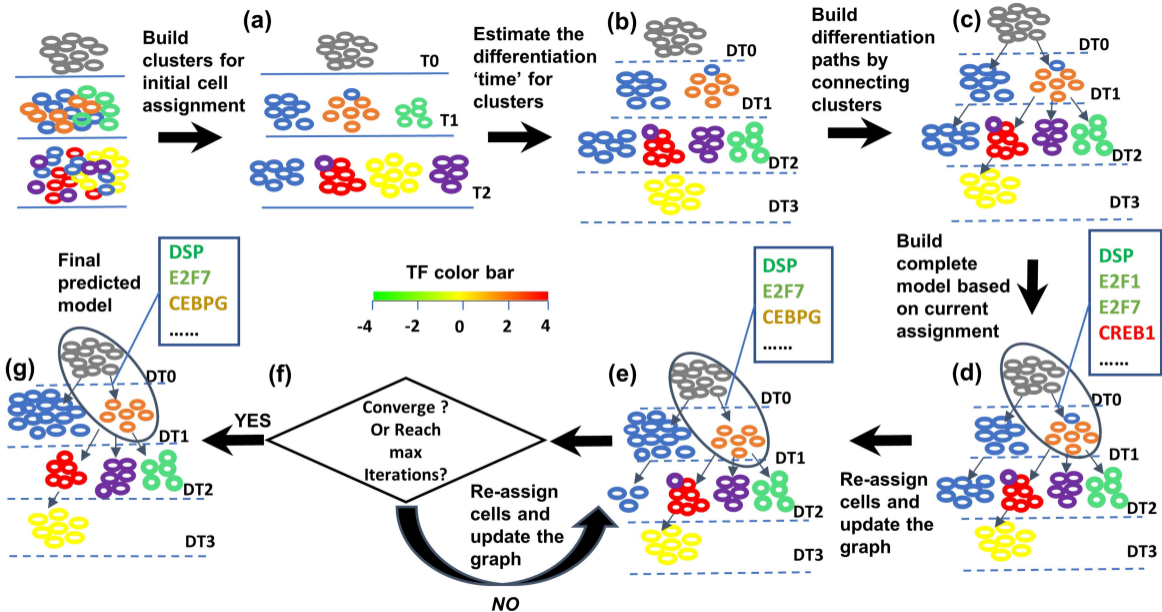 (a)
Build
clusters for
initial cell
assignment
T0
T1
T2
Estimate the
differentiation
‘time’ for
clusters
(b)
DT0
DT1
DT2
DT3
Build
differentiation
paths by
connecting
clusters
(c)
DT0
DT1
DT2
DT3
Build
complete
model based
on current
assignment
DSP
E2F1
E2F7
CREB1
......
(d)
DT0
DT1
DT2
DT3
Re-assign
cells and
update the
graph
DSP
E2F7
CEBPG
......
(e)
DT0
DT1
DT2
DT3
TF color bar
-4
-2
0
2
4
(f)
Converge ?
Or Reach
max
Iterations?
Re-assign
cells and
update the
graph
NO
YES
Final
predicted
model
DSP
E2F7
CEBPG
......
(g)
DT0
DT1
DT2
DT3